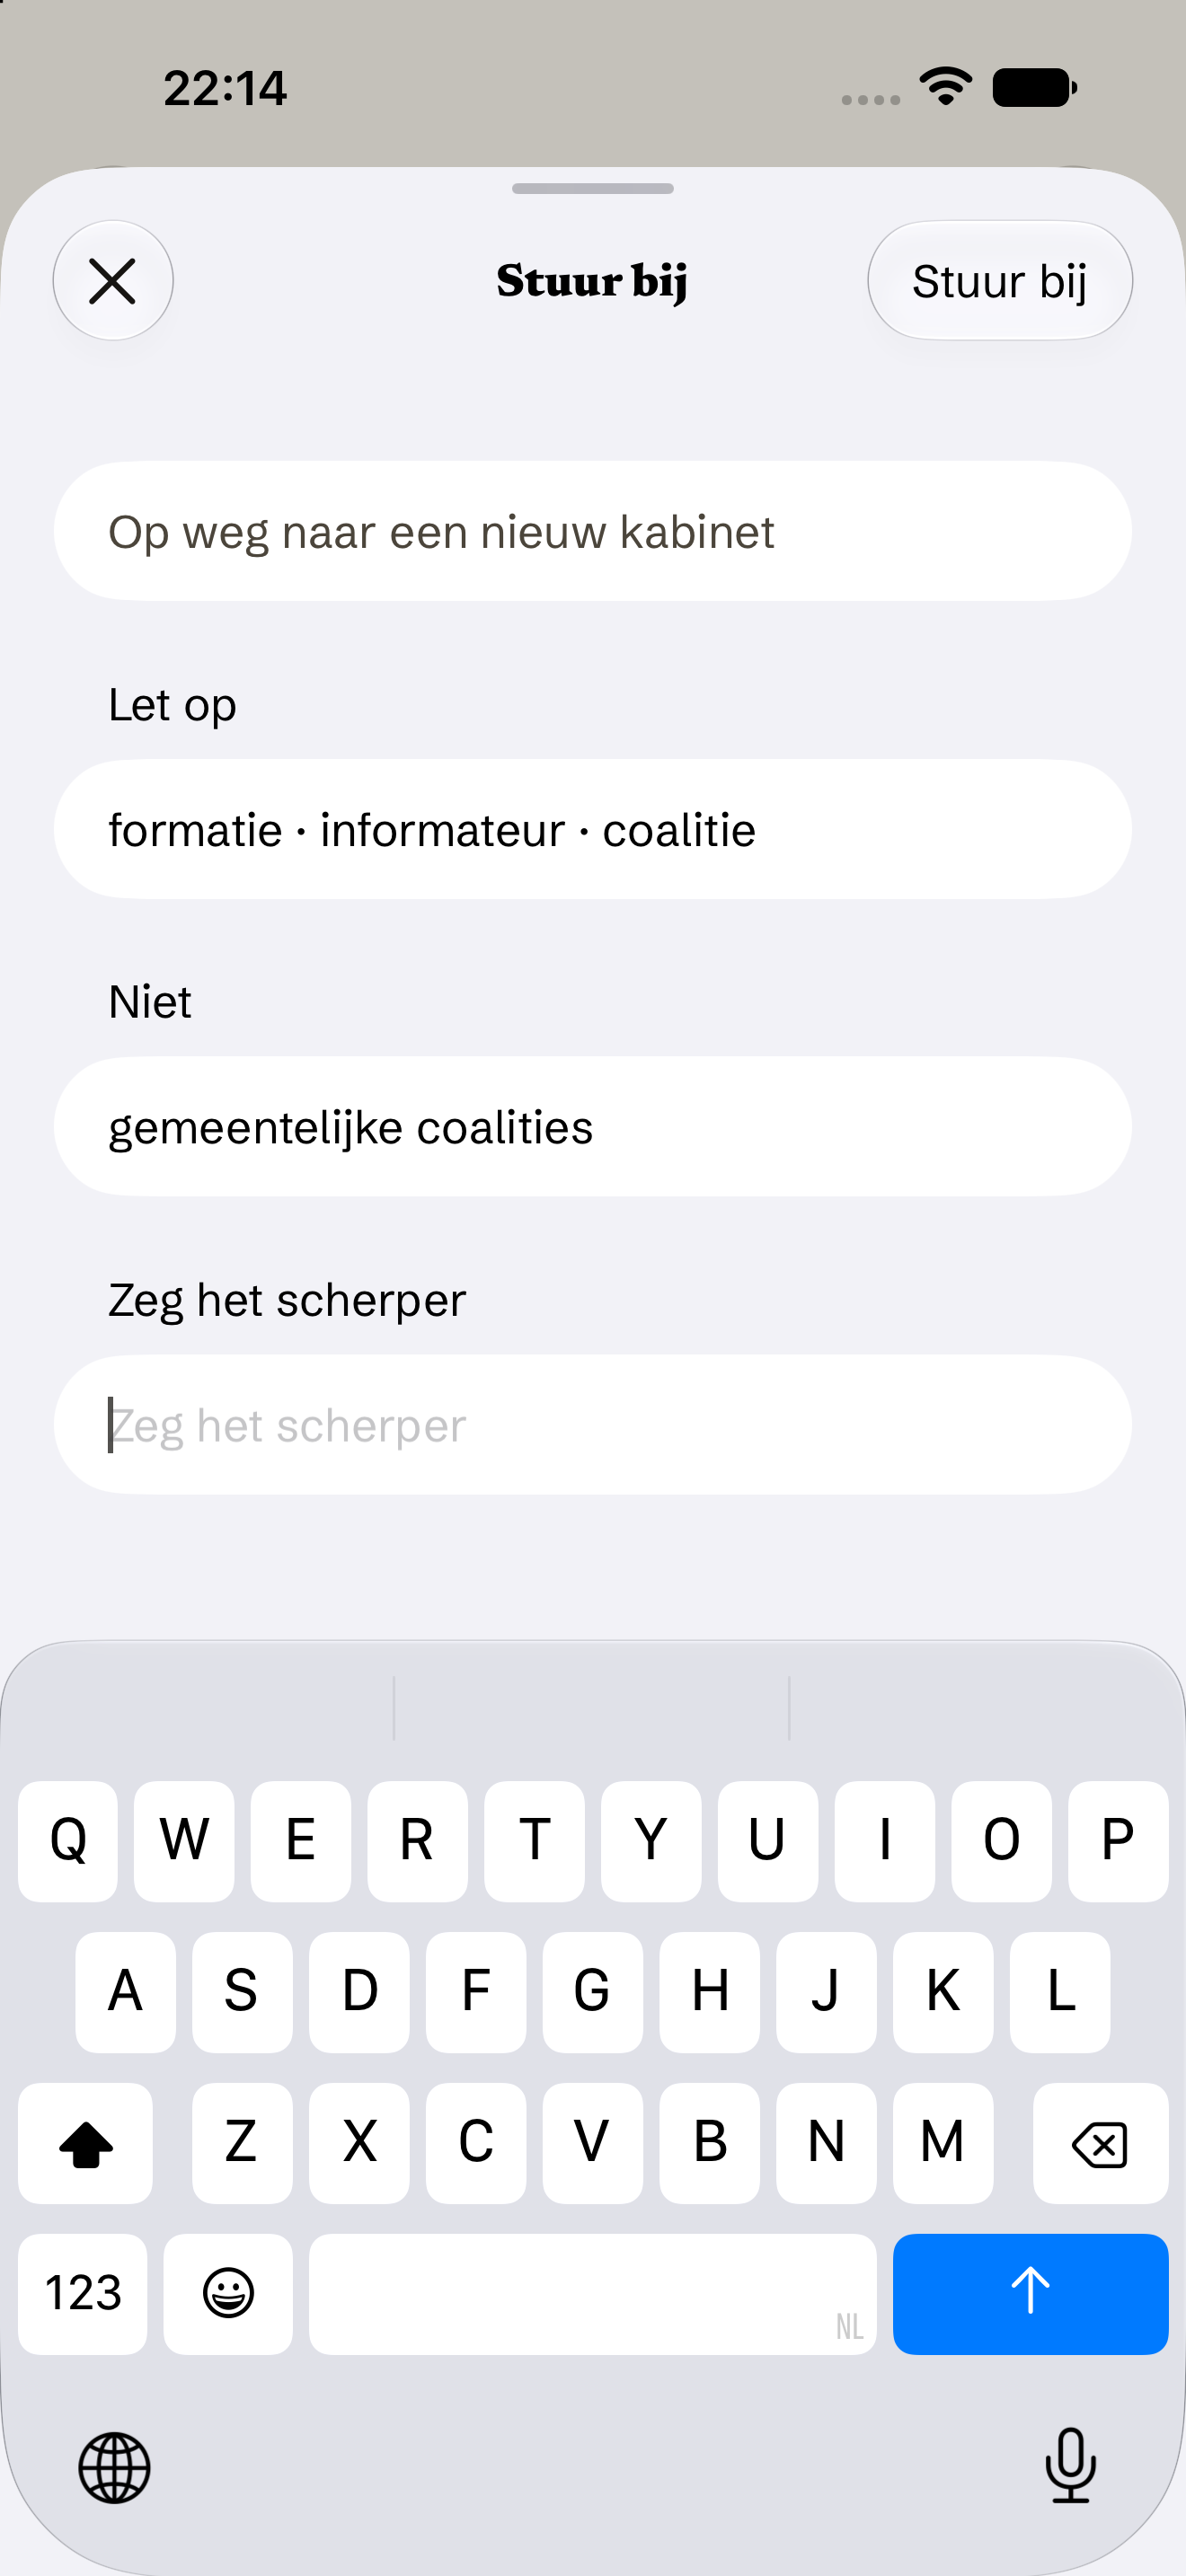 22:14
Stuur bij
Stuur bij
Op weg naar een nieuw kabinet
Let op
formatie · informateur · coalitie
Niet
gemeentelijke coalities
Zeg het scherper
Zeg het scherper
Q W E R T Y U I O P
A S D F G H J K L
Z X C V B N M
123
NL